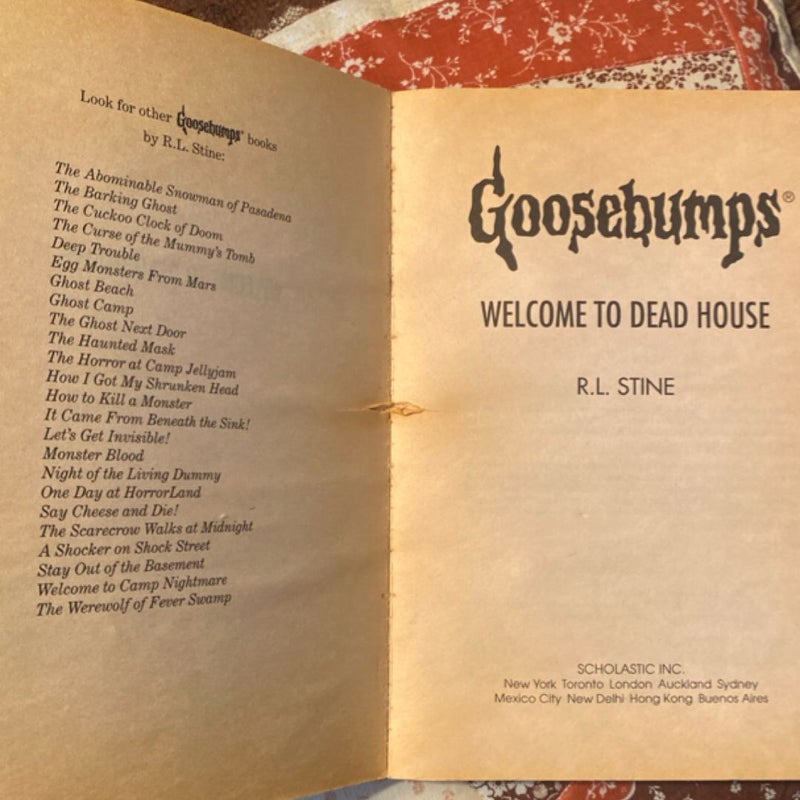 Look for other Goosebumps® books
by R.L. Stine:
The Abominable Snowman of Pasadena
The Barking Ghost
The Cuckoo Clock of Doom
The Curse of the Mummy's Tomb
Deep Trouble
Egg Monsters From Mars
Ghost Beach
Ghost Camp
The Ghost Next Door
The Haunted Mask
The Horror at Camp Jellyjam
How I Got My Shrunken Head
How to Kill a Monster
It Came From Beneath the Sink!
Let's Get Invisible!
Monster Blood
Night of the Living Dummy
One Day at HorrorLand
Say Cheese and Die!
The Scarecrow Walks at Midnight
A Shocker on Shock Street
Stay Out of the Basement
Welcome to Camp Nightmare
The Werewolf of Fever Swamp
Goosebumps®
WELCOME TO DEAD HOUSE
R.L. STINE
SCHOLASTIC INC.
New York Toronto London Auckland Sydney
Mexico City New Delhi Hong Kong Buenos Aires